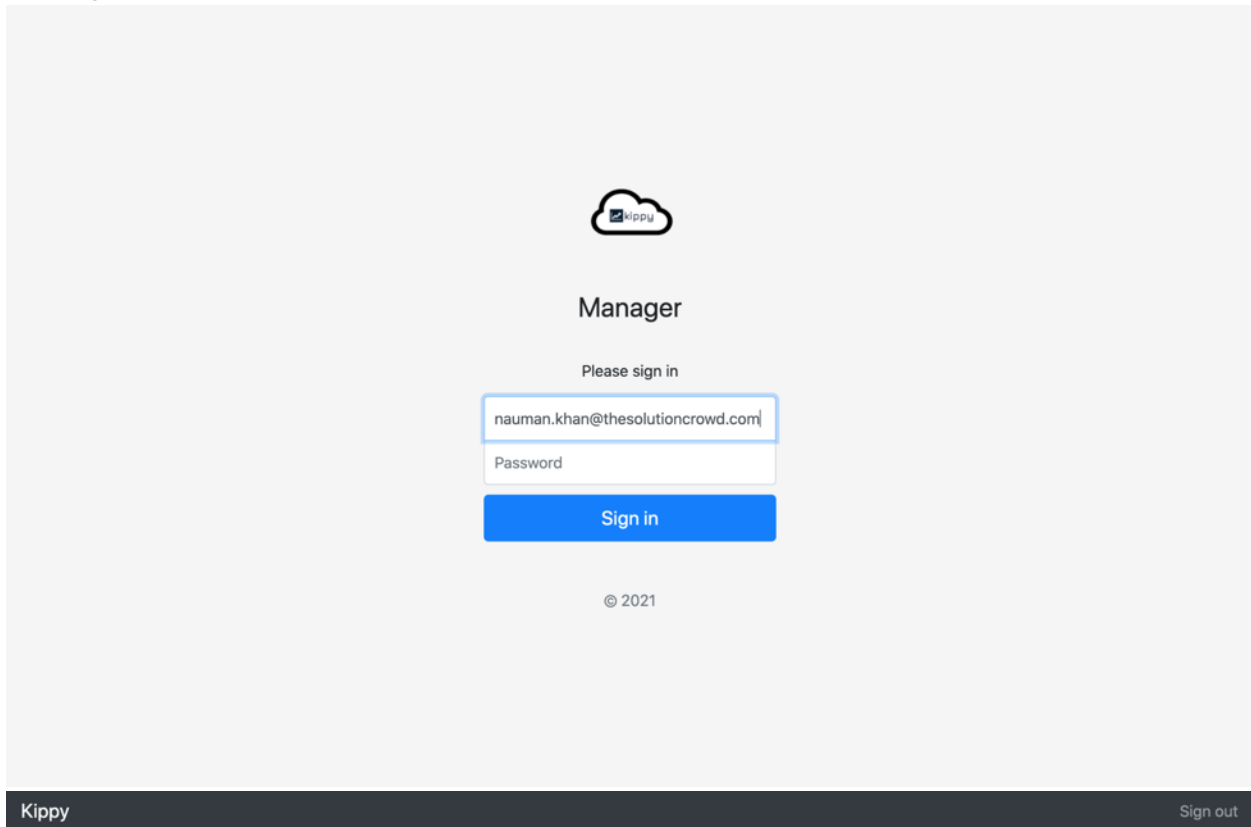 kippy
Manager
Please sign in
nauman.khan@thesolutioncrowd.com
Password
Sign in
© 2021
Kippy
Sign out